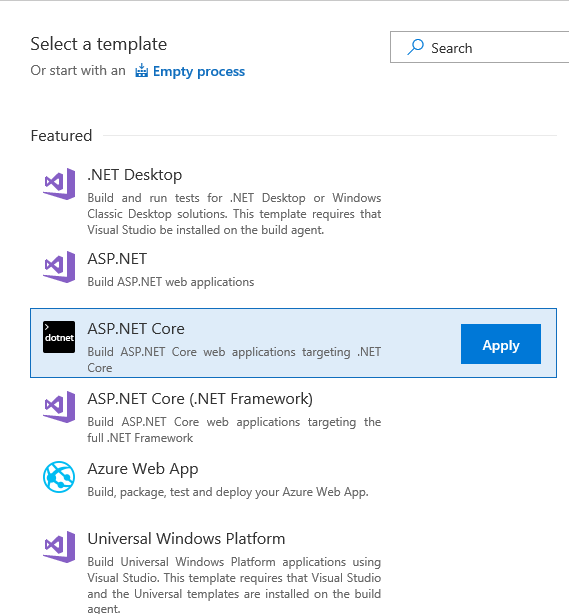 Select a template
Search
Or start with an Empty process
Featured
.NET Desktop
Build and run tests for .NET Desktop or Windows
Classic Desktop solutions. This template requires that
Visual Studio be installed on the build agent.
ASP.NET
Build ASP.NET web applications
>
dotnet
ASP.NET Core
Build ASP.NET Core web applications targeting .NET
Core
Apply
ASP.NET Core (.NET Framework)
Build ASP.NET Core web applications targeting the
full .NET Framework
Azure Web App
Build, package, test and deploy your Azure Web App.
Universal Windows Platform
Build Universal Windows Platform applications using
Visual Studio. This template requires that Visual Studio
and the Universal templates are installed on the build
agent.